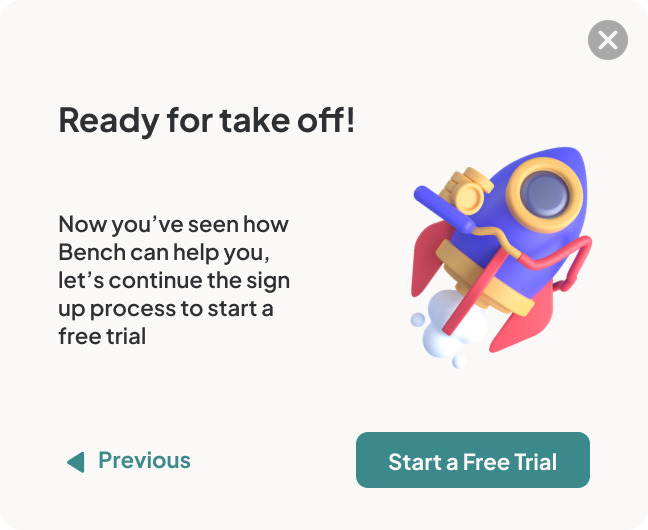 Ready for take off!
Now you’ve seen how
Bench can help you,
let’s continue the sign
up process to start a
free trial
Previous
Start a Free Trial